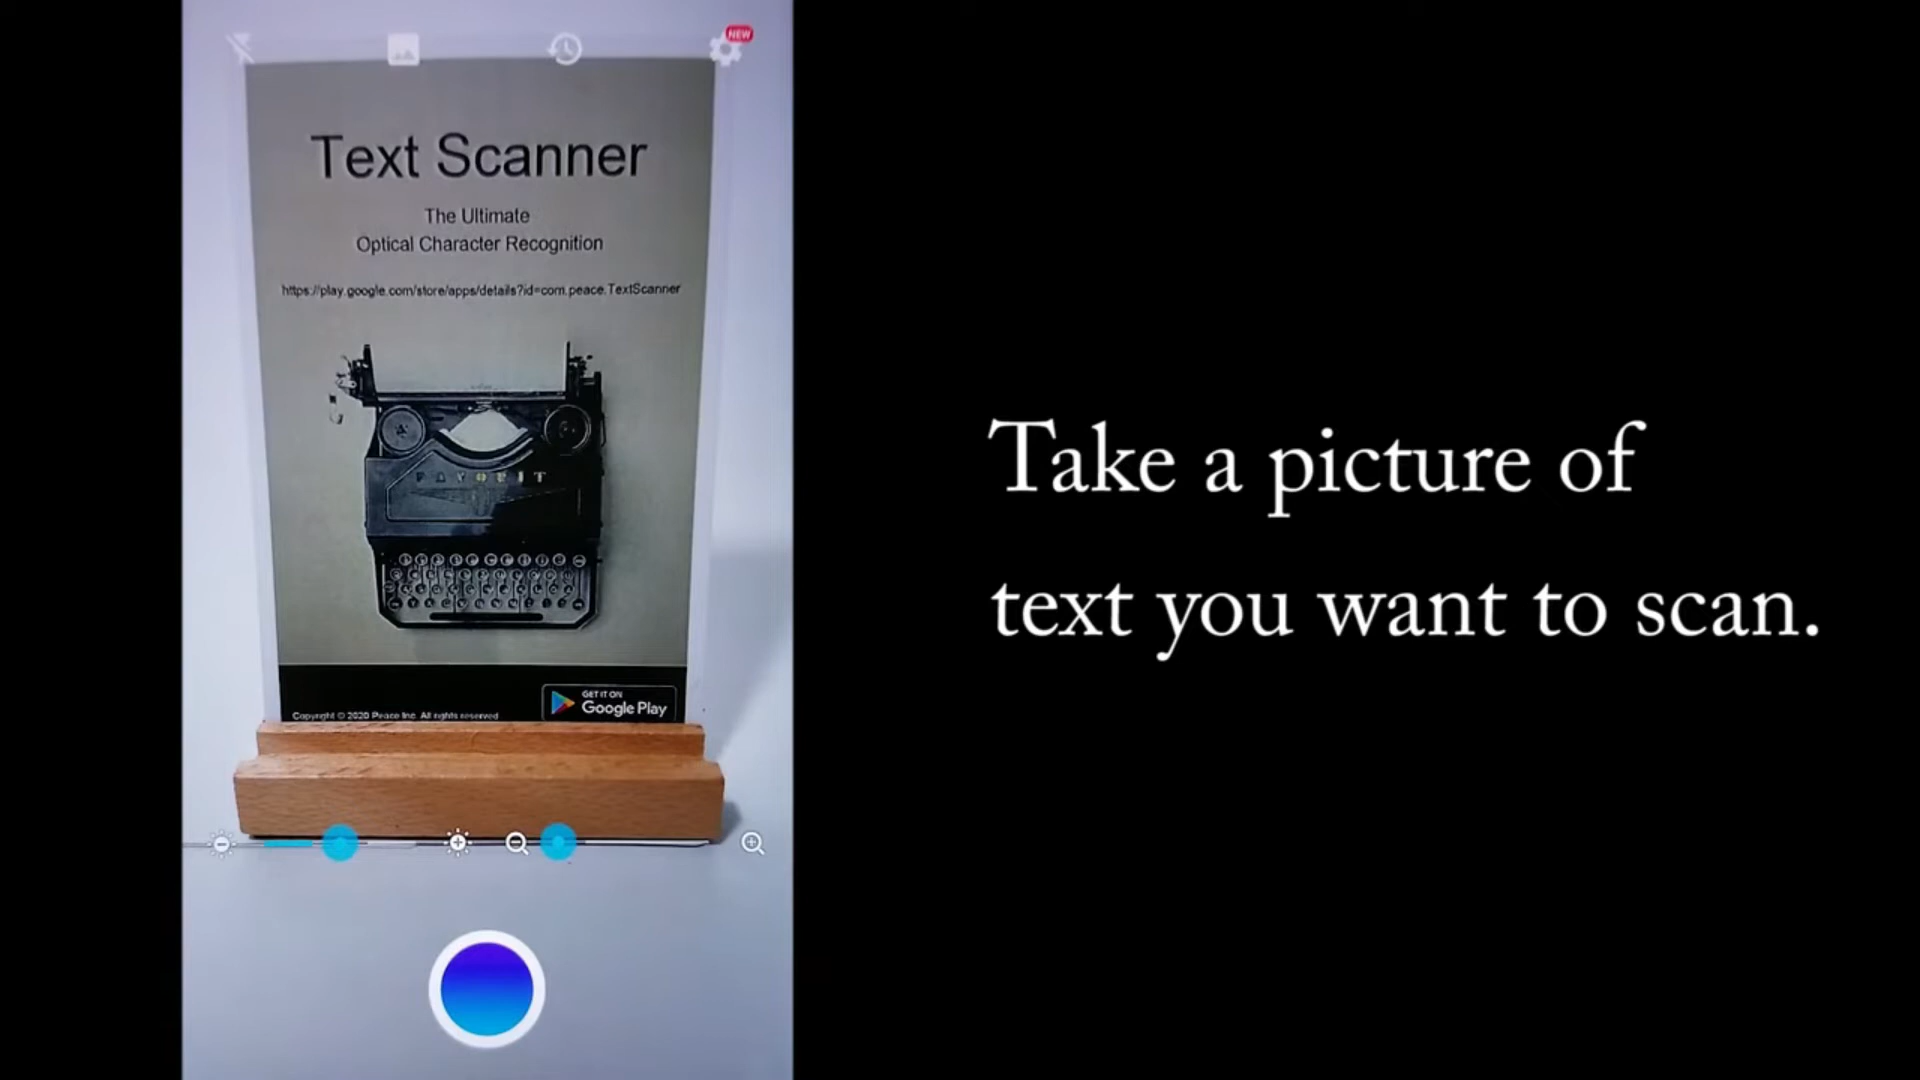 NEW
Text Scanner
The Ultimate
Optical Character Recognition
https://play.google.com/store/apps/details?id=com.peace.TextScanner
FAVORIT
GET IT ON
Google Play
Copyright © 2020 Peace Inc. All rights reserved
Take a picture of
text you want to scan.